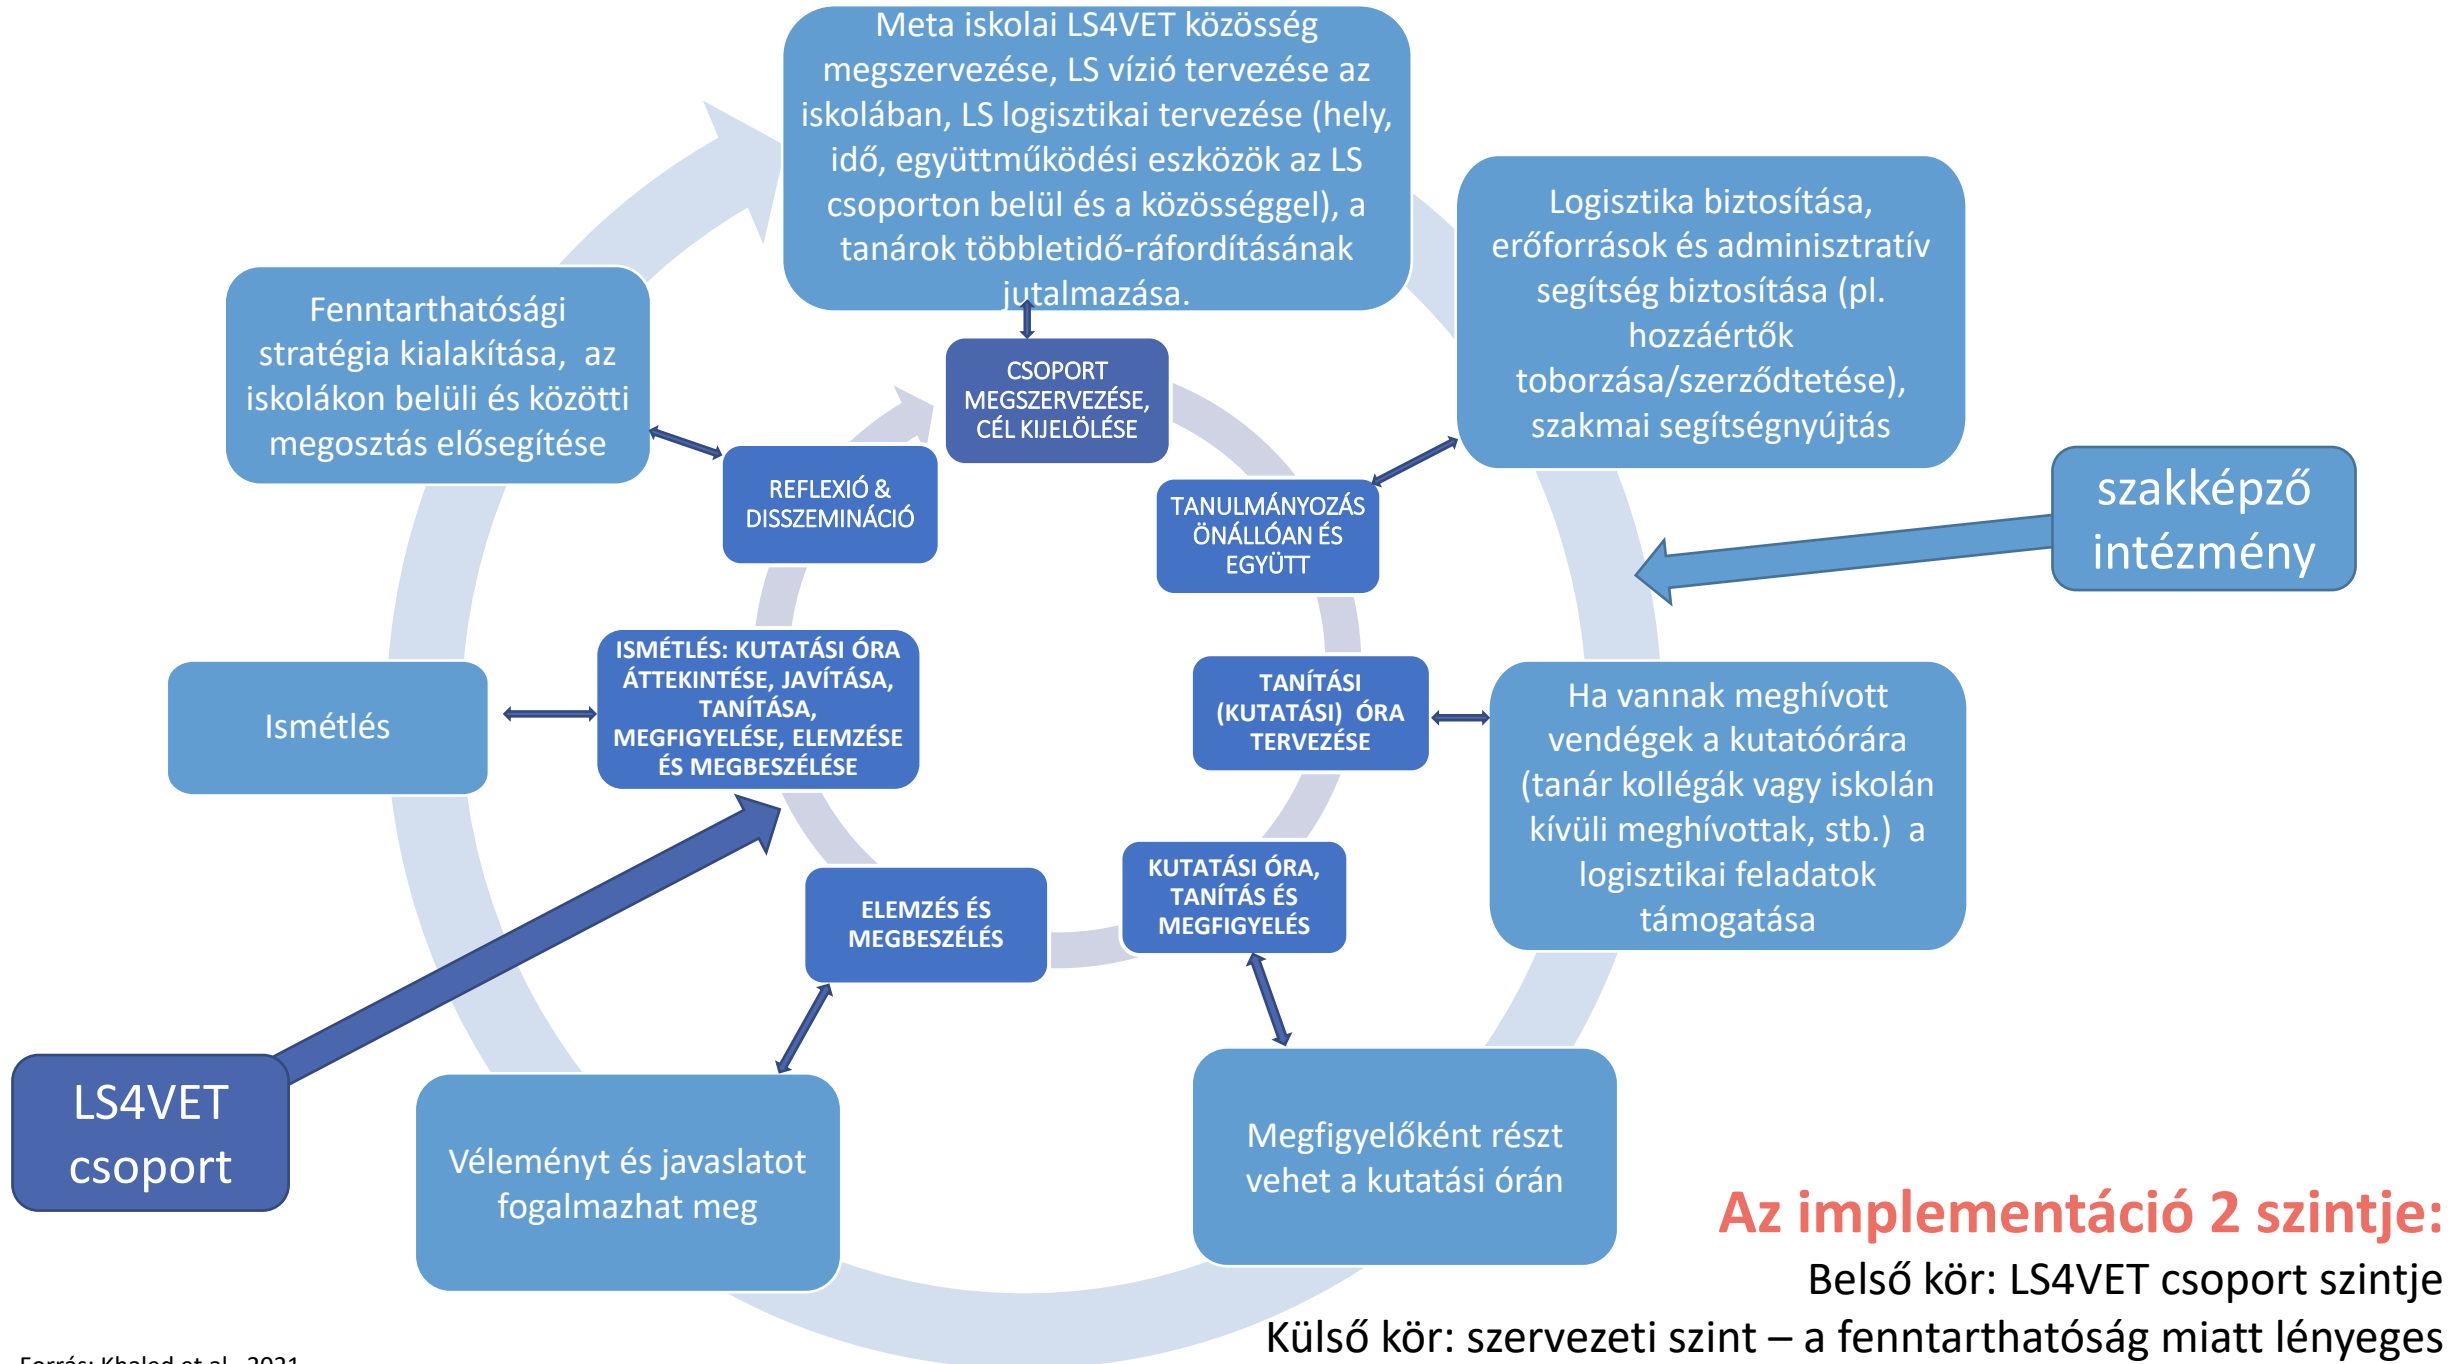 Meta iskolai LS4VET közösség
megszervezése, LS vízió tervezése az
iskolában, LS logisztikai tervezése (hely,
idő, együttműködési eszközök az LS
csoporton belül és a közösséggel), a
tanárok többletidő-ráfordításának
jutalmazása.
Logisztika biztosítása,
erőforrások és adminisztratív
segítség biztosítása (pl.
hozzáértők
toborzása/szerződtetése),
szakmai segítségnyújtás
Fenntarthatósági
stratégia kialakítása,  az
iskolákon belüli és közötti
megosztás elősegítése
CSOPORT
MEGSZERVEZÉSE,
CÉL KIJELÖLÉSE
REFLEXIÓ &
DISSZEMINÁCIÓ
TANULMÁNYOZÁS
ÖNÁLLÓAN ÉS
EGYÜTT
szakképző
intézmény
ISMÉTLÉS: KUTATÁSI ÓRA
ÁTTEKINTÉSE, JAVÍTÁSA,
TANÍTÁSA,
MEGFIGYELÉSE, ELEMZÉSE
ÉS MEGBESZÉLÉSE
Ismétlés
TANÍTÁSI
(KUTATÁSI)  ÓRA
TERVEZÉSE
Ha vannak meghívott
vendégek a kutatóórára
(tanár kollégák vagy iskolán
kívüli meghívottak, stb.)  a
logisztikai feladatok
támogatása
ELEMZÉS ÉS
MEGBESZÉLÉS
KUTATÁSI ÓRA,
TANÍTÁS ÉS
MEGFIGYELÉS
LS4VET
csoport
Véleményt és javaslatot
fogalmazhat meg
Megfigyelőként részt
vehet a kutatási órán
Az implementáció 2 szintje:
Belső kör: LS4VET csoport szintje
Külső kör: szervezeti szint – a fenntarthatóság miatt lényeges
Forrás: Khaled et al., 2021